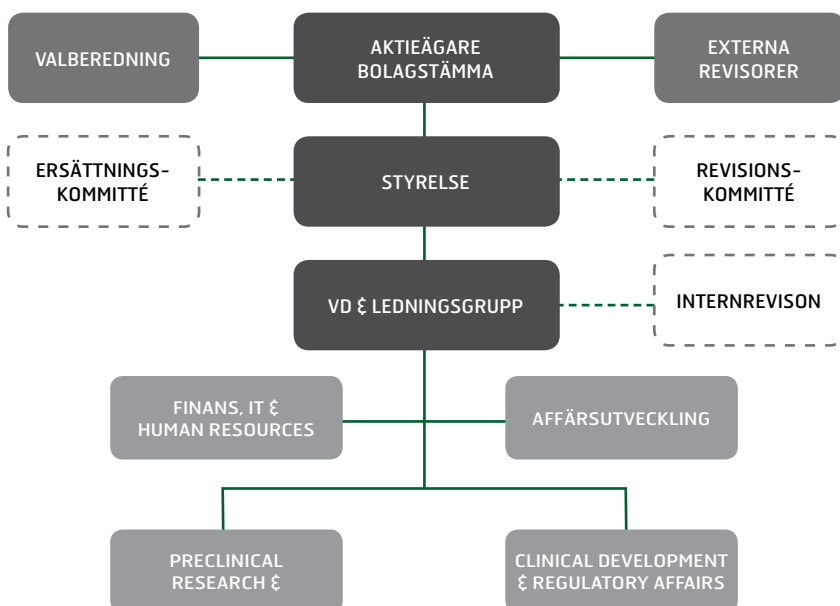 VALBEREDNING
AKTIEÄGARE
BOLAGSTÄMMA
EXTERNA
REVISORER
ERSÄTTNINGS-
KOMMITTÉ
STYRELSE
REVISIONS-
KOMMITTÉ
VD & LEDNINGSGRUPP
INTERNREVISON
FINANS, IT &
HUMAN RESOURCES
AFFÄRSUTVECKLING
PRECLINICAL
RESEARCH &
CLINICAL DEVELOPMENT
& REGULATORY AFFAIRS